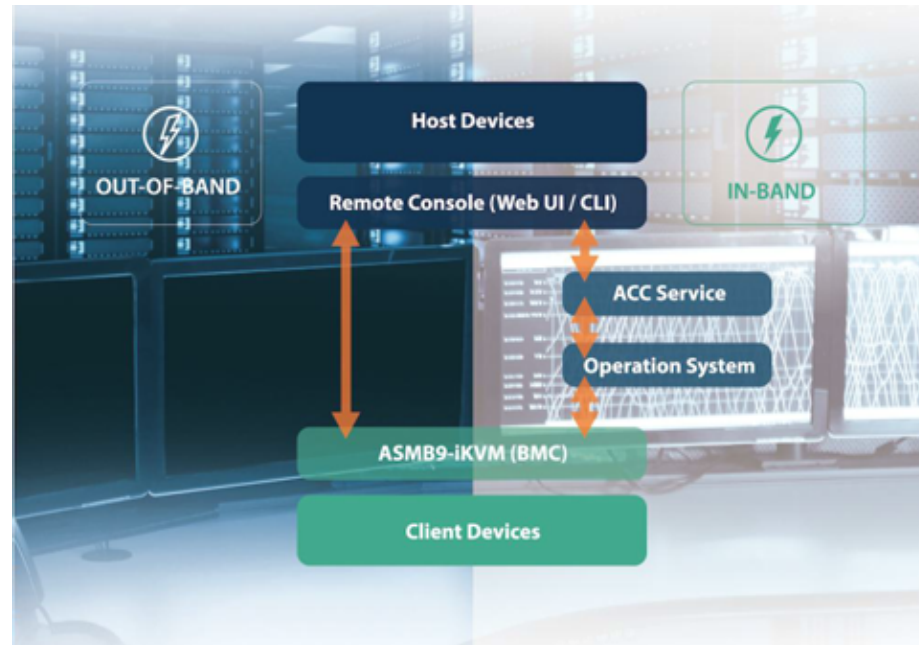 Host Devices
OUT-OF-BAND
IN-BAND
Remote Console (Web UI / CLI)
ACC Service
Operation System
ASMB9-iKVM (BMC)
Client Devices